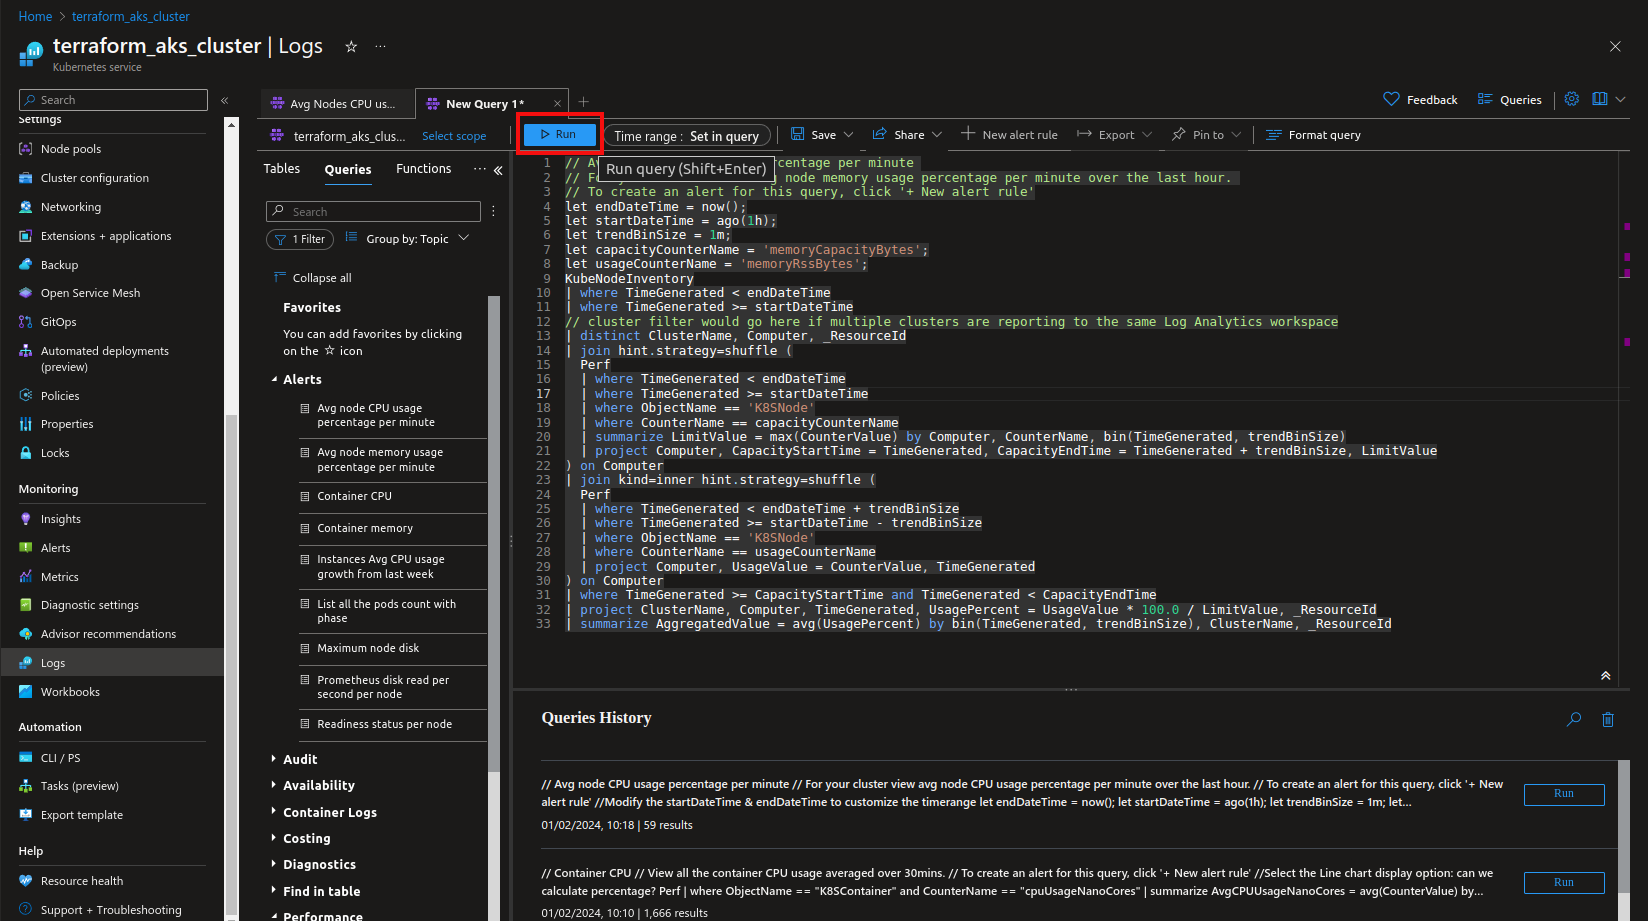 Home > terraform_aks_cluster
terraform_aks_cluster | Logs
Kubernetes service
Search
Settings
Node pools
Cluster configuration
Networking
Extensions + applications
Backup
Open Service Mesh
GitOps
Automated deployments
(preview)
Policies
Properties
Locks
Monitoring
Insights
Alerts
Metrics
Diagnostic settings
Advisor recommendations
Logs
Workbooks
Automation
CLI / PS
Tasks (preview)
Export template
Help
Resource health
Support + Troubleshooting
Avg Nodes CPU us...
New Query 1*
Feedback
Queries
terraform_aks_clus...
Select scope
Run
Time range : Set in query
Save
Share
New alert rule
Export
Pin to
Format query
Run query (Shift+Enter)
Tables
Queries
Functions
Search
1 Filter
Group by: Topic
Collapse all
Favorites
You can add favorites by clicking
on the ☆ icon
Alerts
Avg node CPU usage
percentage per minute
Avg node memory usage
percentage per minute
Container CPU
Container memory
Instances Avg CPU usage
growth from last week
List all the pods count with
phase
Maximum node disk
Prometheus disk read per
second per node
Readiness status per node
Audit
Availability
Container Logs
Costing
Diagnostics
Find in table
Performance
1 // A centage per minute
2 // F node memory usage percentage per minute over the last hour.
3 // To create an alert for this query, click '+ New alert rule'
4 let endDateTime = now();
5 let startDateTime = ago(1h);
6 let trendBinSize = 1m;
7 let capacityCounterName = 'memoryCapacityBytes';
8 let usageCounterName = 'memoryRssBytes';
9 KubeNodeInventory
10 | where TimeGenerated < endDateTime
11 | where TimeGenerated >= startDateTime
12 // cluster filter would go here if multiple clusters are reporting to the same Log Analytics workspace
13 | distinct ClusterName, Computer, _ResourceId
14 | join hint.strategy=shuffle (
15 Perf
16 | where TimeGenerated < endDateTime
17 | where TimeGenerated >= startDateTime
18 | where ObjectName == 'K8SNode'
19 | where CounterName == capacityCounterName
20 | summarize LimitValue = max(CounterValue) by Computer, CounterName, bin(TimeGenerated, trendBinSize)
21 | project Computer, CapacityStartTime = TimeGenerated, CapacityEndTime = TimeGenerated + trendBinSize, LimitValue
22 ) on Computer
23 | join kind=inner hint.strategy=shuffle (
24 Perf
25 | where TimeGenerated < endDateTime + trendBinSize
26 | where TimeGenerated >= startDateTime - trendBinSize
27 | where ObjectName == 'K8SNode'
28 | where CounterName == usageCounterName
29 | project Computer, UsageValue = CounterValue, TimeGenerated
30 ) on Computer
31 | where TimeGenerated >= CapacityStartTime and TimeGenerated < CapacityEndTime
32 | project ClusterName, Computer, TimeGenerated, UsagePercent = UsageValue * 100.0 / LimitValue, _ResourceId
33 | summarize AggregatedValue = avg(UsagePercent) by bin(TimeGenerated, trendBinSize), ClusterName, _ResourceId
Queries History
// Avg node CPU usage percentage per minute // For your cluster view avg node CPU usage percentage per minute over the last hour. // To create an alert for this query, click '+ New
alert rule' //Modify the startDateTime & endDateTime to customize the timerange let endDateTime = now(); let startDateTime = ago(1h); let trendBinSize = 1m; let...
Run
01/02/2024, 10:18 | 59 results
// Container CPU // View all the container CPU usage averaged over 30mins. // To create an alert for this query, click '+ New alert rule' //Select the Line chart display option: can we
calculate percentage? Perf | where ObjectName == "K8SContainer" and CounterName == "cpuUsageNanoCores" | summarize AvgCPUUsageNanoCores = avg(CounterValue) by...
Run
01/02/2024, 10:10 | 1,666 results